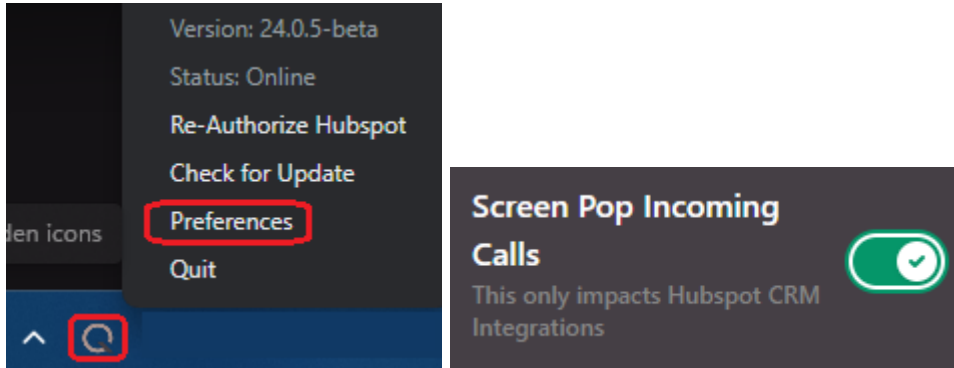 Version: 24.0.5-beta
Status: Online
Re-Authorize Hubspot
Check for Update
Preferences
den icons
Quit
Screen Pop Incoming
Calls
This only impacts Hubspot CRM
Integrations